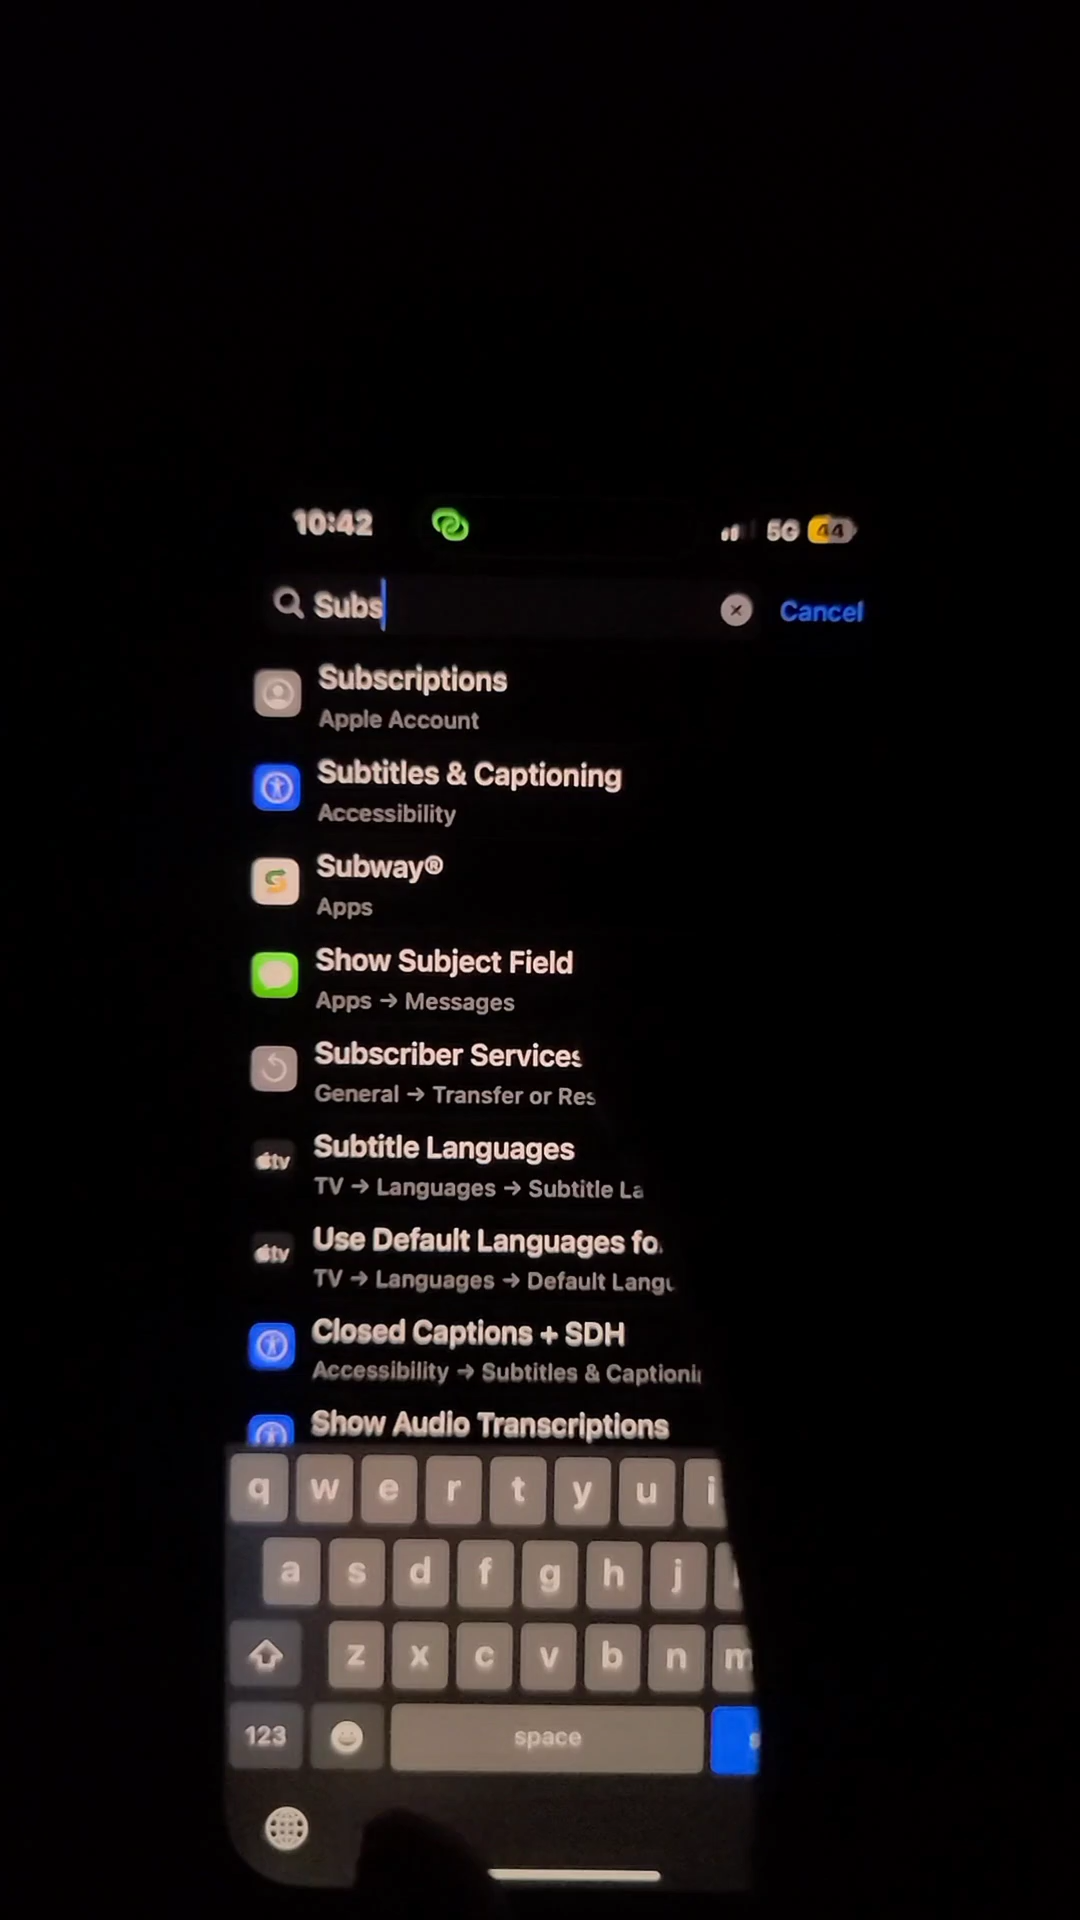 10:42 5G 44
Subs Cancel
Subscriptions
Apple Account
Subtitles & Captioning
Accessibility
Subway®
Apps
Show Subject Field
Apps → Messages
Subscriber Services
General → Transfer or Res
Subtitle Languages
TV → Languages → Subtitle La
Use Default Languages fo
TV → Languages → Default Langu
Closed Captions + SDH
Accessibility → Subtitles & Captioni
Show Audio Transcriptions
q w e r t y u i
a s d f g h j
z x c v b n m
123 space s